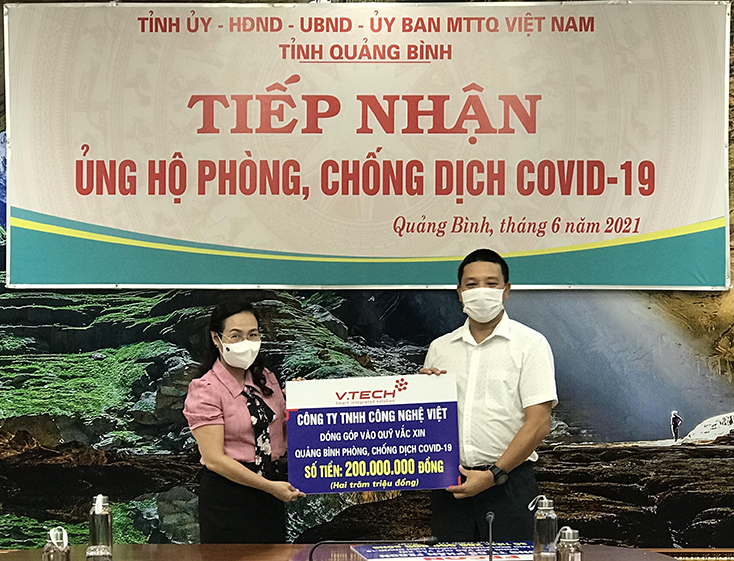 TỈNH ỦY - HĐND - UBND - ỦY BAN MTTQ VIỆT NAM
TỈNH QUẢNG BÌNH
TIẾP NHẬN
ỦNG HỘ PHÒNG, CHỐNG DỊCH COVID-19
Quảng Bình, tháng 6 năm 2021
V.TECH
Smart integrated solution
CÔNG TY TNHH CÔNG NGHỆ VIỆT
ĐÓNG GÓP VÀO QUỸ VẮC XIN
QUẢNG BÌNH PHÒNG, CHỐNG DỊCH COVID-19
SỐ TIỀN: 200.000.000 ĐỒNG
(Hai trăm triệu đồng)